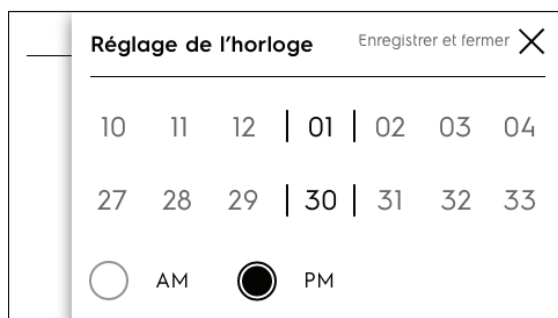 Réglage de l'horloge Enregistrer et fermer
10 11 12 01 02 03 04
27 28 29 30 31 32 33
AM PM